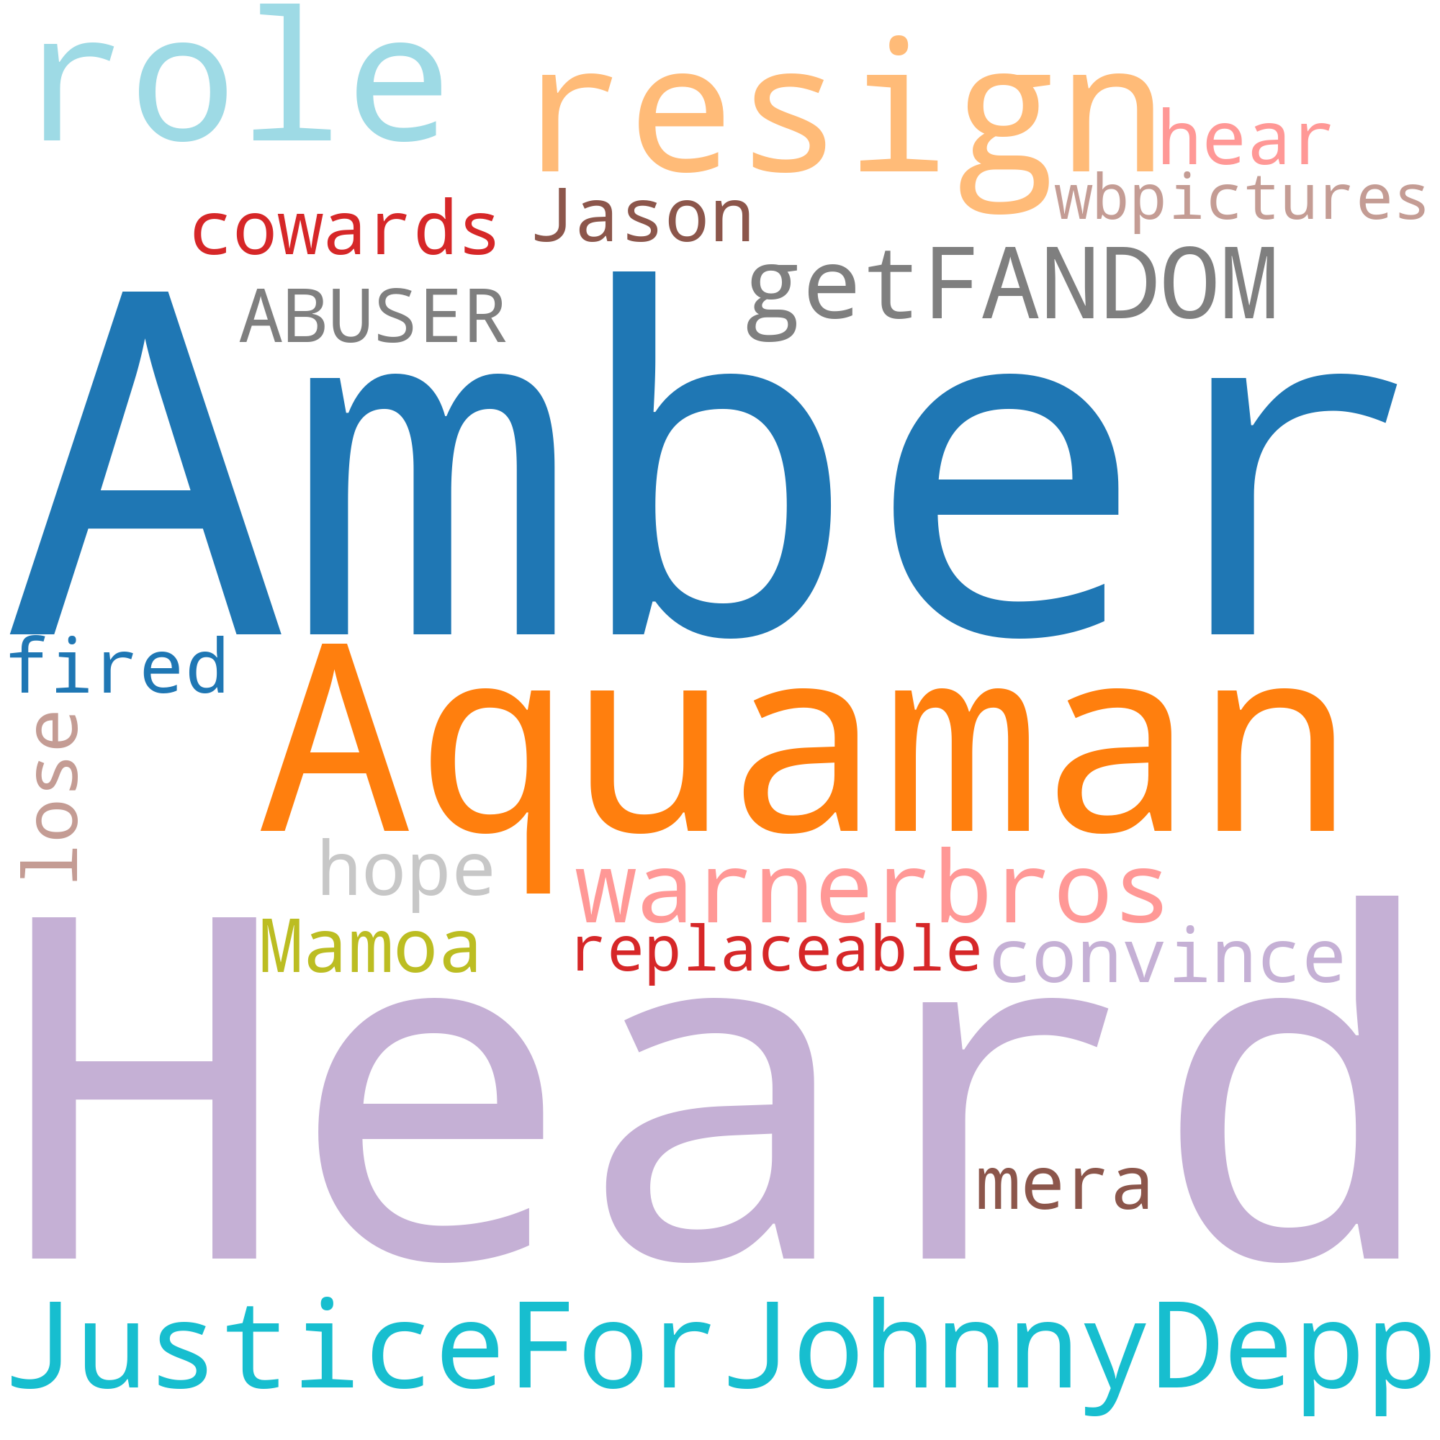 role
resign
hear
wbpictures
cowards
Jason
getFANDOM
ABUSER
Amber
fired
Aquaman
lose
hope
warnerbros
Mamoa
replaceable
convince
Heard
mera
JusticeForJohnnyDepp